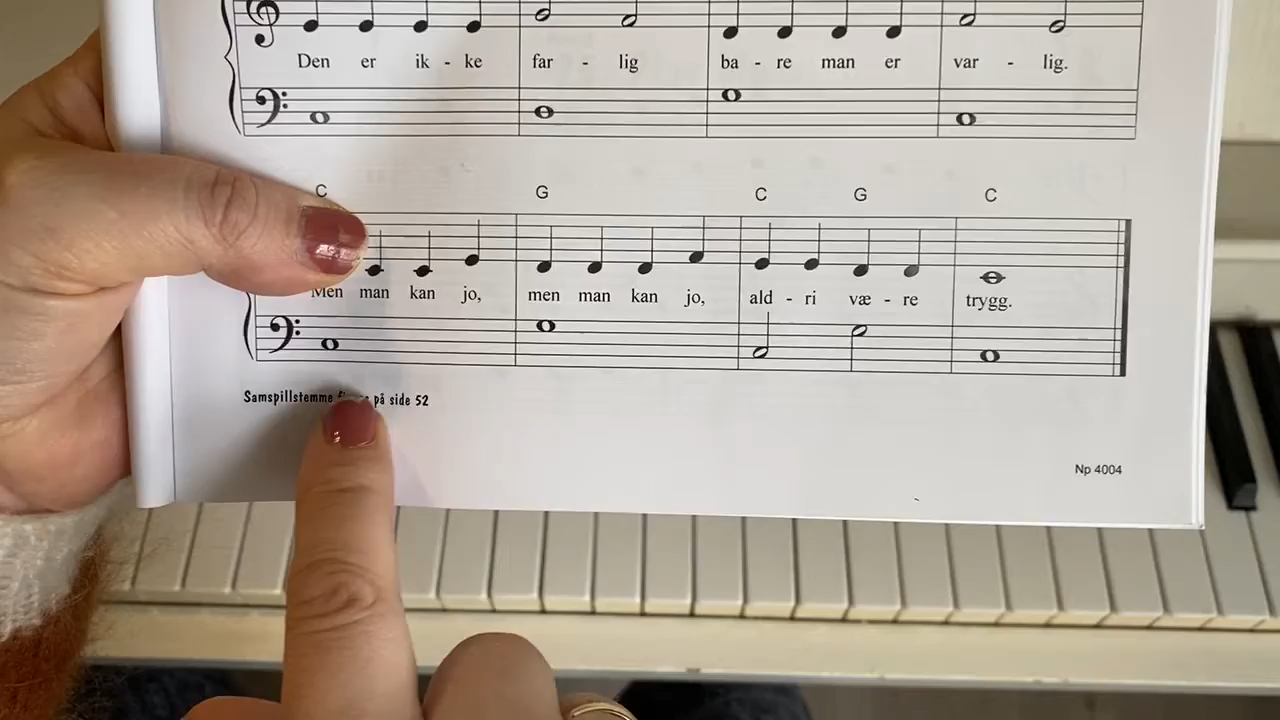 Den er ik - ke far - lig ba - re man er var - lig.
C G C G C
Men man kan jo, men man kan jo, ald - ri væ - re trygg.
Samspillstemme på side 52
Np 4004